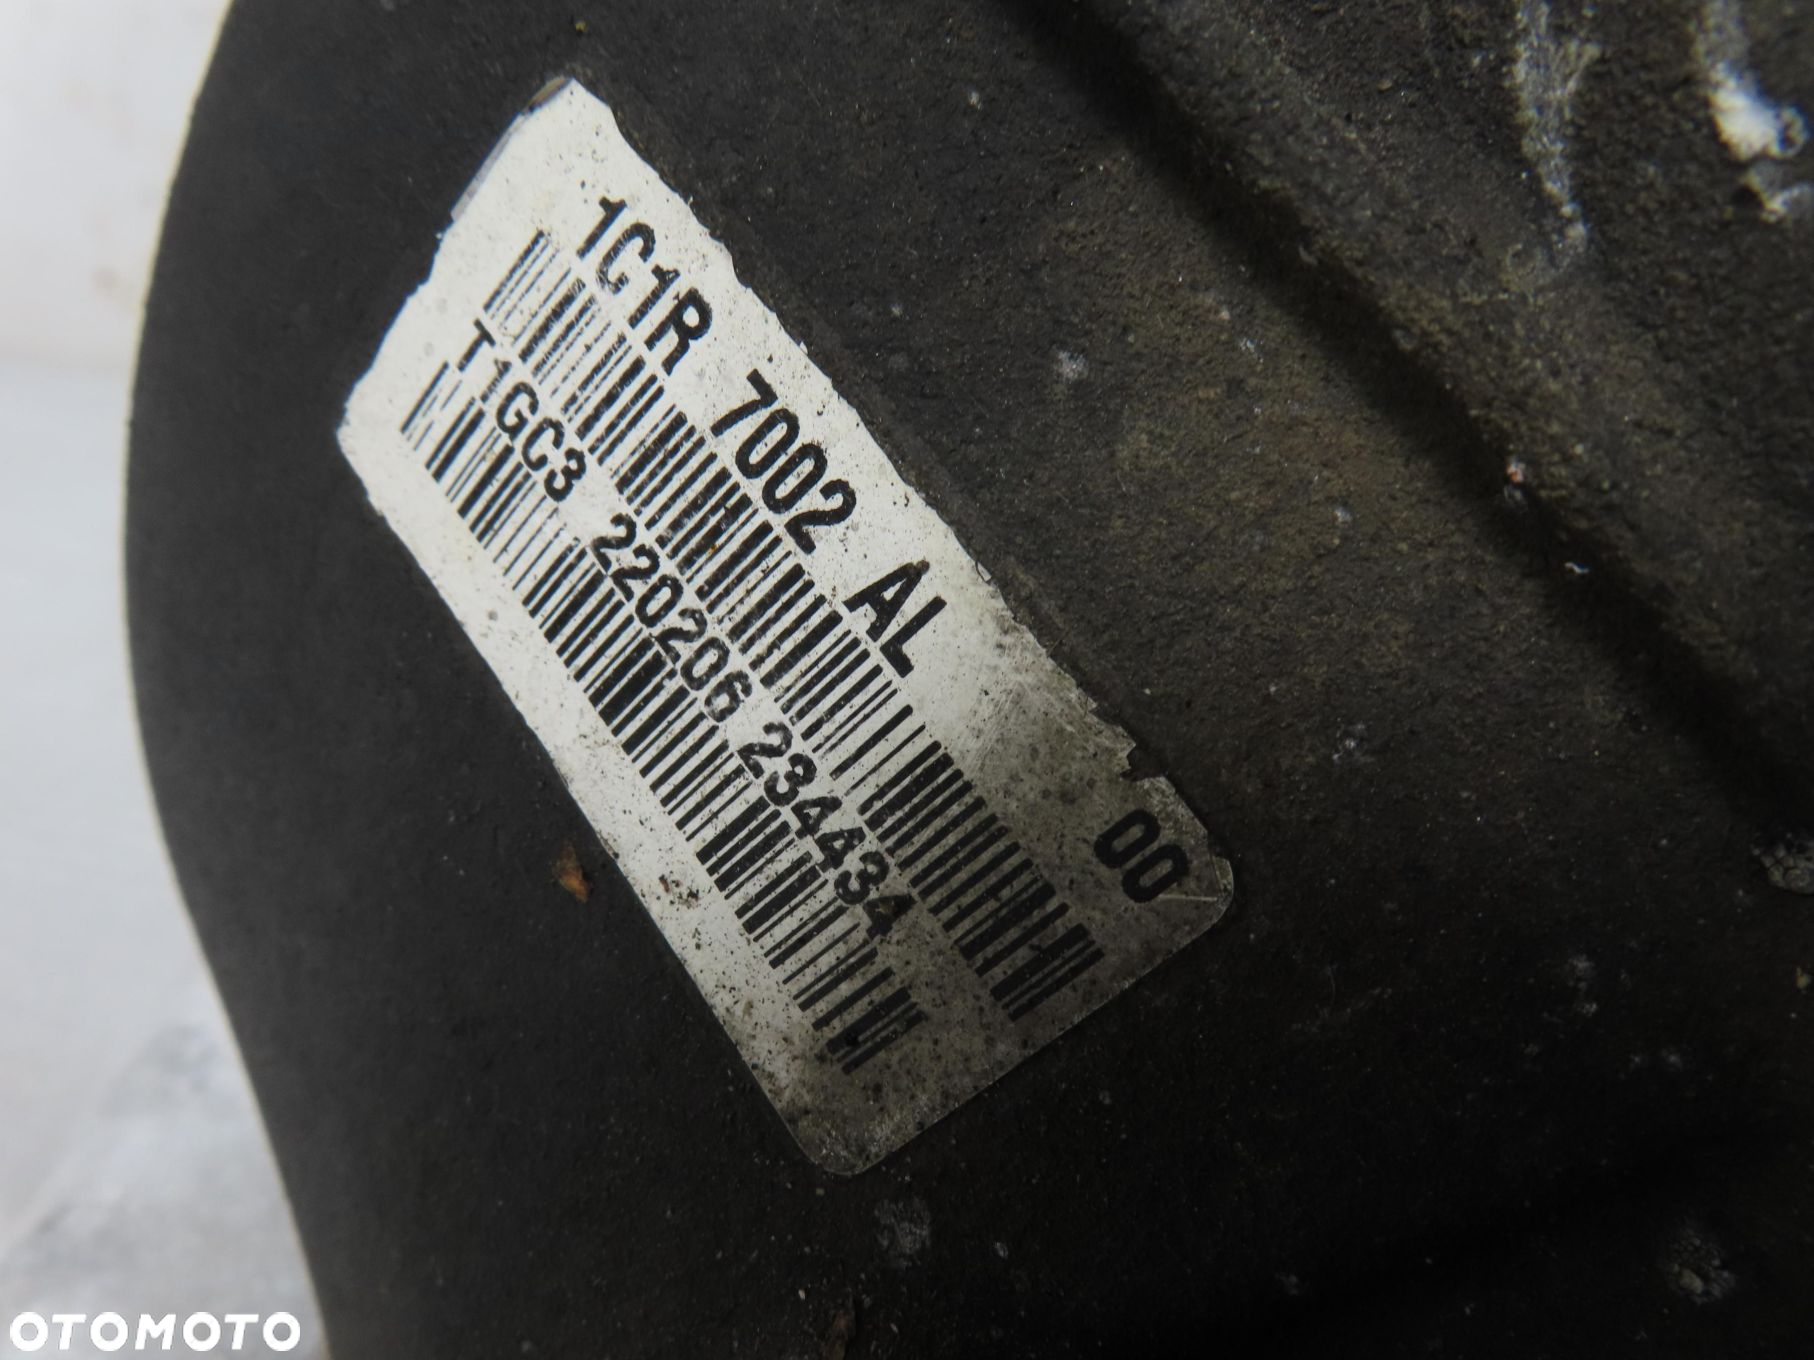 1C1R 7002 AL 00
T1GC3 220206 234434
OTOMOTO